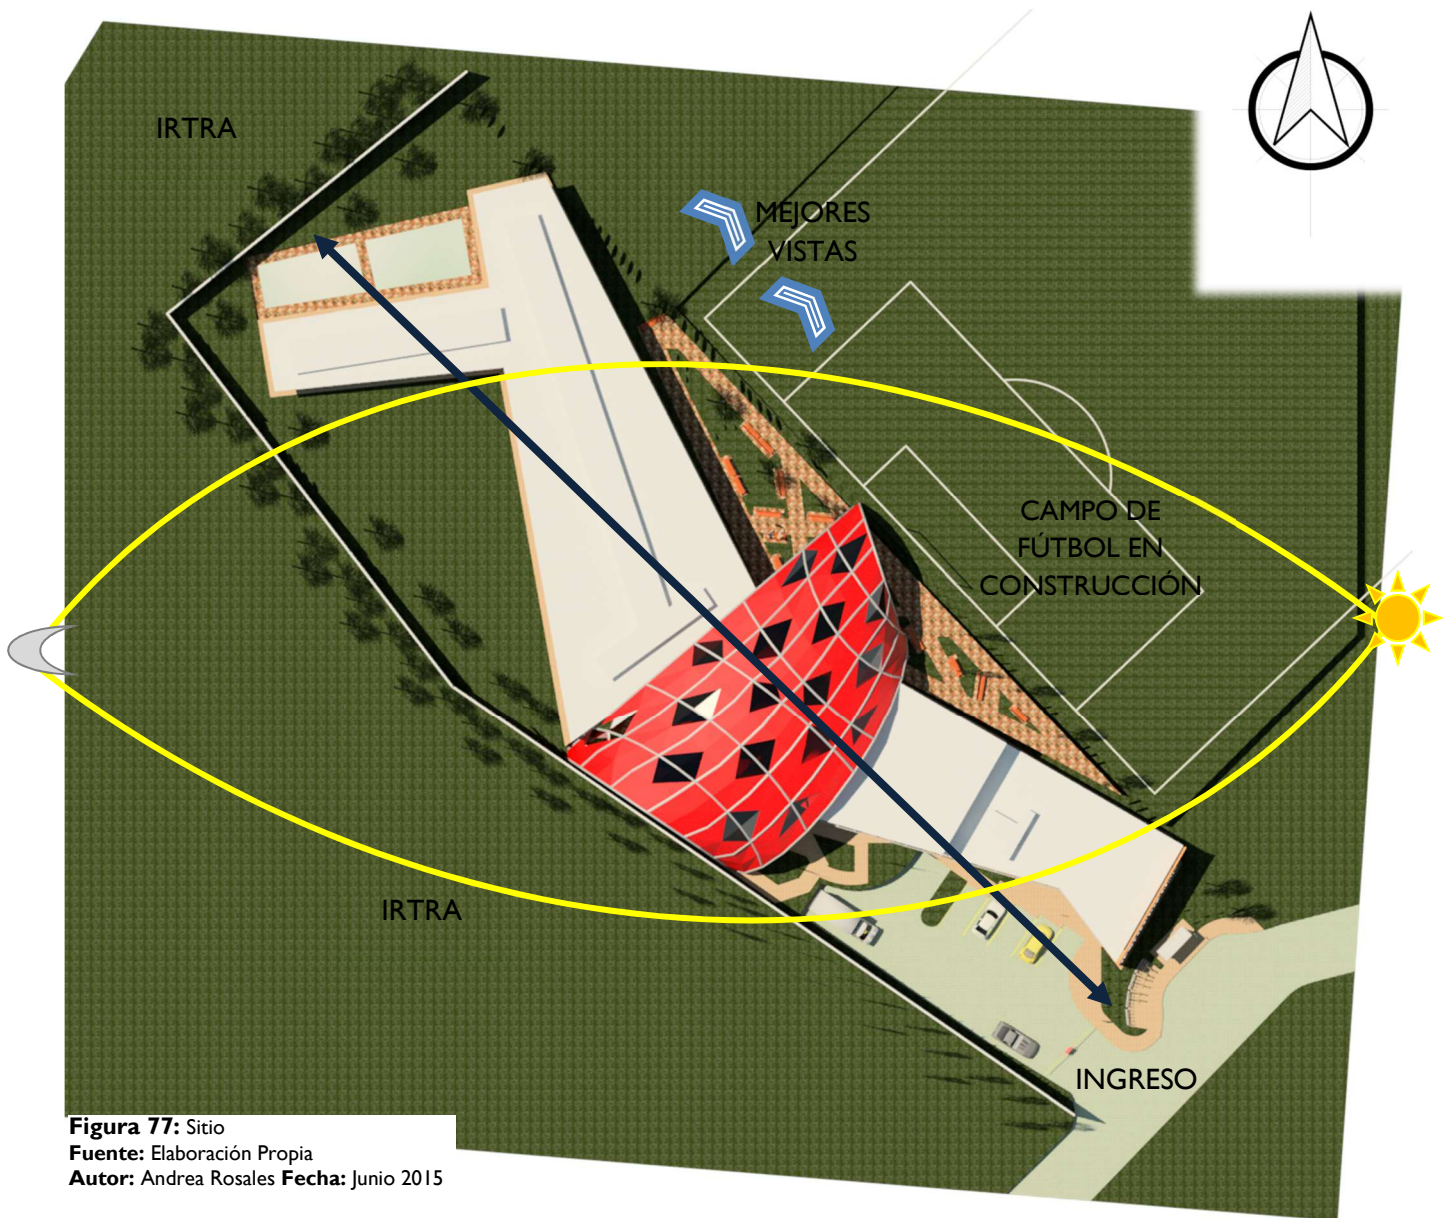 IRTRA
MEJORES
VISTAS
CAMPO DE
FÚTBOL EN
CONSTRUCCIÓN
IRTRA
INGRESO
Figura 77: Sitio
Fuente: Elaboración Propia
Autor: Andrea Rosales Fecha: Junio 2015